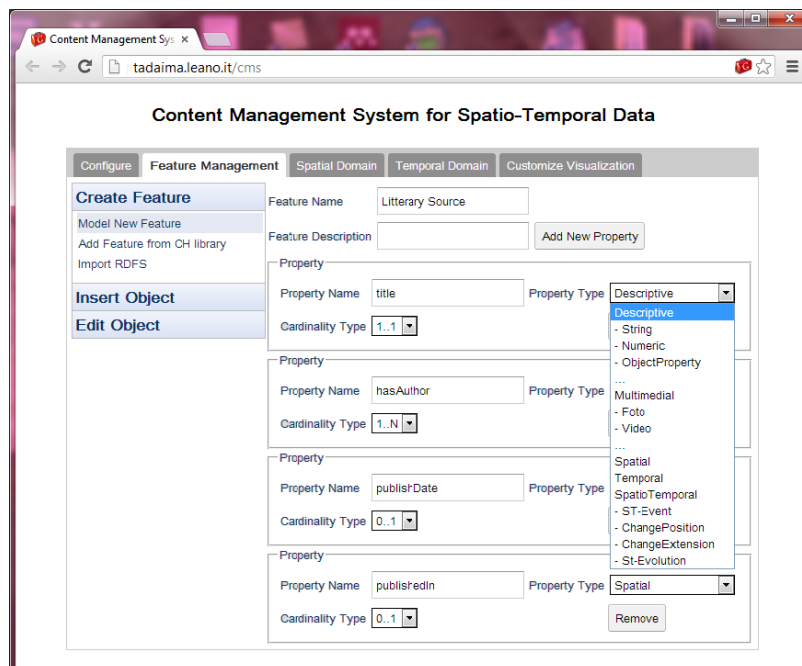 Content Management Sys ×
tadaima.leano.it/cms
Content Management System for Spatio-Temporal Data
Configure Feature Management Spatial Domain Temporal Domain Customize Visualization
Create Feature
Model New Feature
Add Feature from CH library
Import RDFS
Insert Object
Edit Object
Feature Name Litterary Source
Feature Description Add New Property
Property
Property Name title Property Type Descriptive
Cardinality Type 1..1
Descriptive
- String
- Numeric
- ObjectProperty
...
Multimedial
- Foto
- Video
...
Spatial
Temporal
SpatioTemporal
- ST-Event
- ChangePosition
- ChangeExtension
- St-Evolution
Property
Property Name hasAuthor Property Type
Cardinality Type 1..N
Property
Property Name publishDate Property Type
Cardinality Type 0..1
Property
Property Name publishedIn Property Type Spatial
Cardinality Type 0..1 Remove